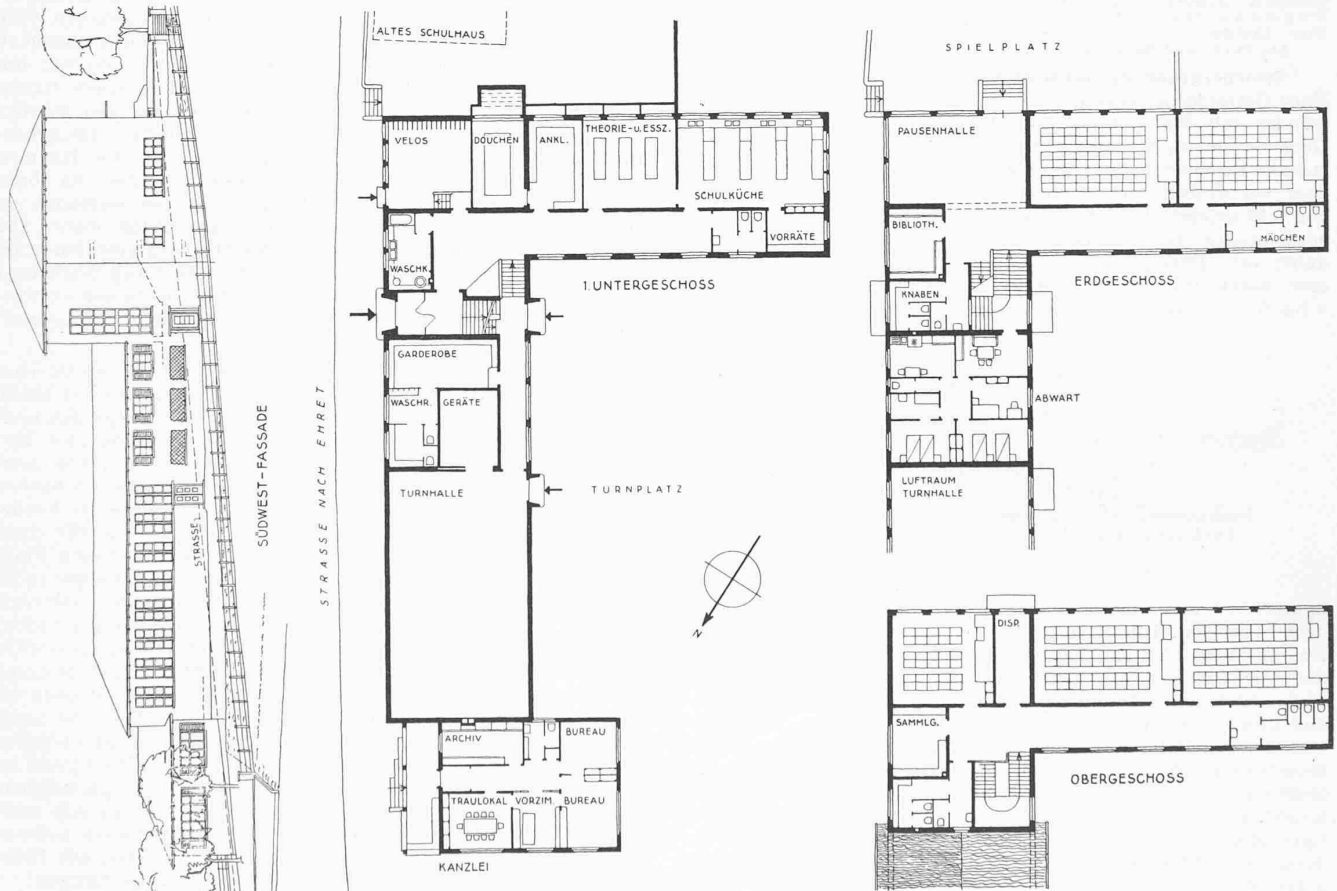 ALTES SCHULHAUS
VELOS
DOUCHEN
ANKL.
THEORIE-u. ESSZ.
SCHULKÜCHE
VORRÄTE
WASCHK.
1. UNTERGESCHOSS
GARDEROBE
WASCHR.
GERÄTE
TURNHALLE
TURNPLATZ
N
ARCHIV
BUREAU
TRAULOKAL
VORZIM.
BUREAU
KANZLEI
STRASSE NACH EHRET
SÜDWEST-FASSADE
STRASSE
SPIELPLATZ
PAUSENHALLE
BIBLIOTH.
MÄDCHEN
KNABEN
ERDGESCHOSS
ABWART
LUFTRAUM
TURNHALLE
DISP.
SAMMLG.
OBERGESCHOSS